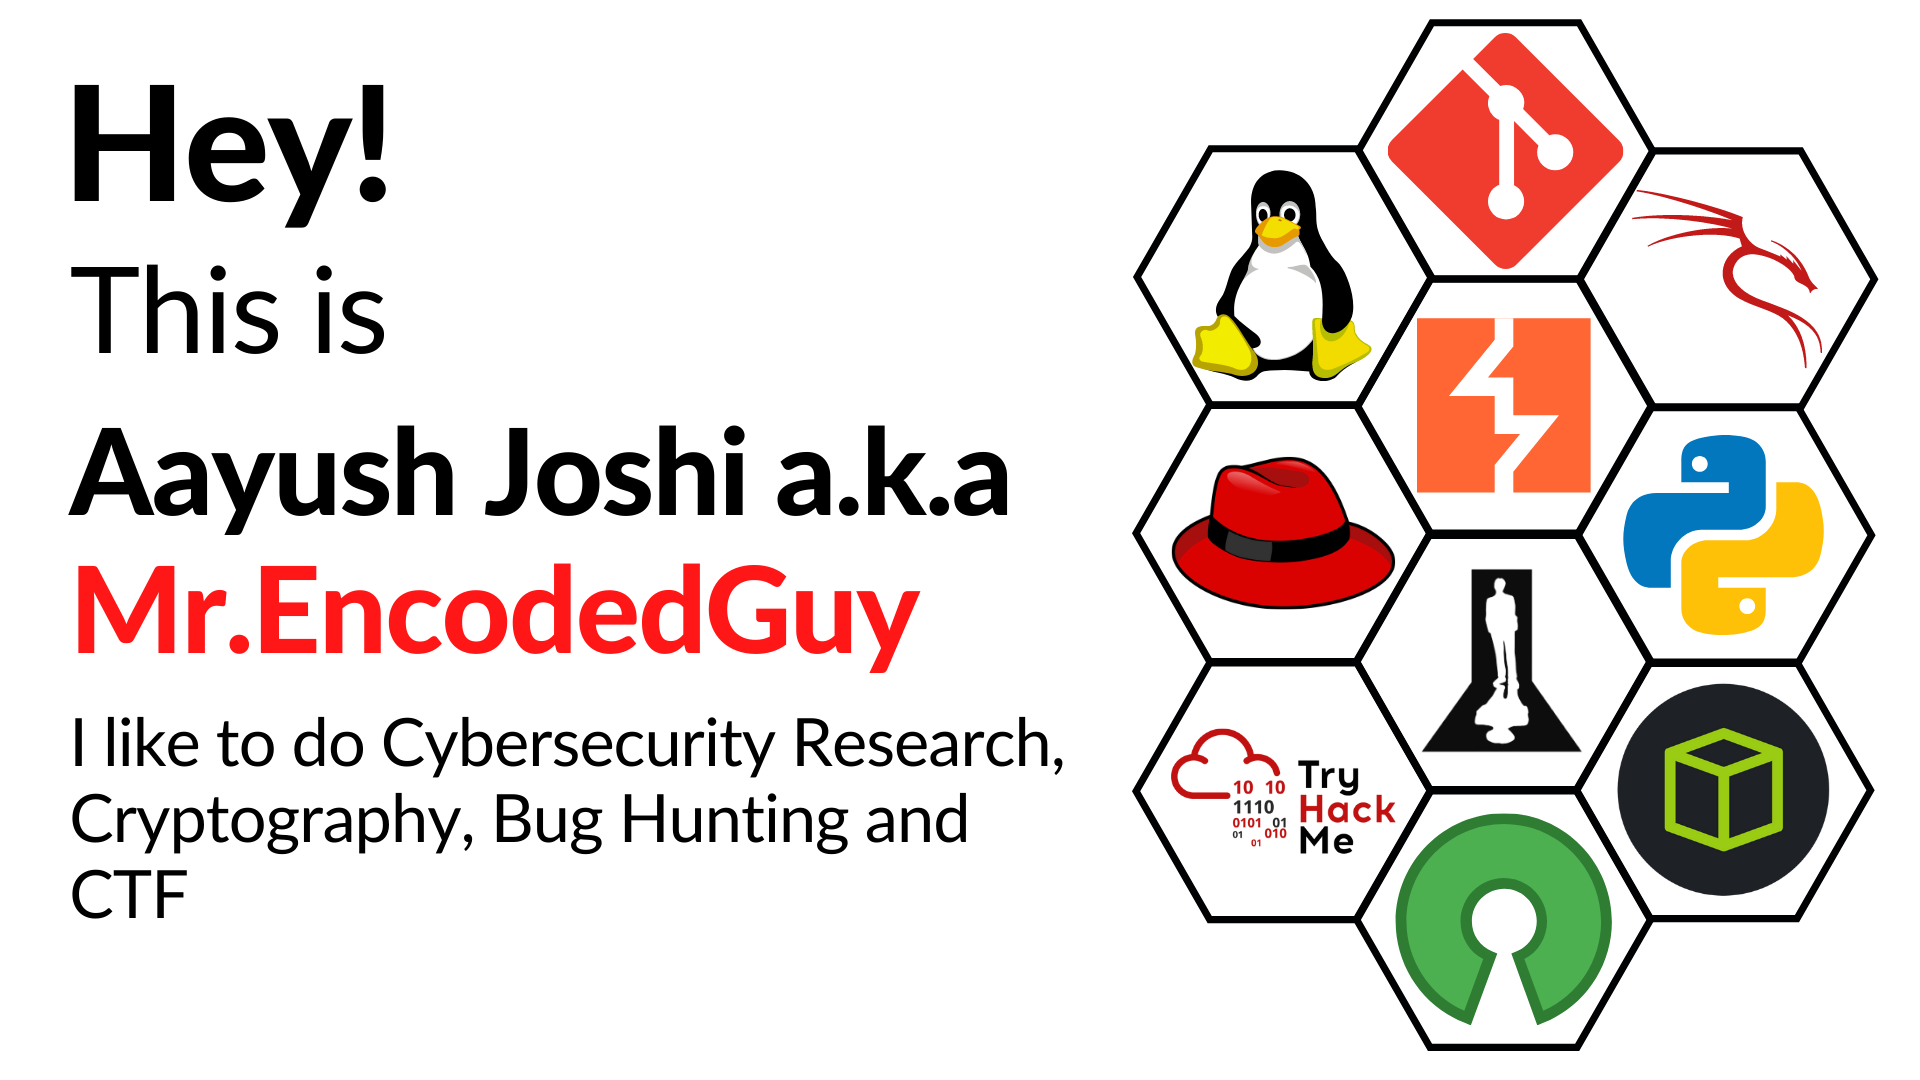 Hey!
This is
Aayush Joshi a.k.a
Mr.EncodedGuy
I like to do Cybersecurity Research,
Cryptography, Bug Hunting and
CTF
Try
Hack
Me
10 10
1110
0101 01
01 010
01